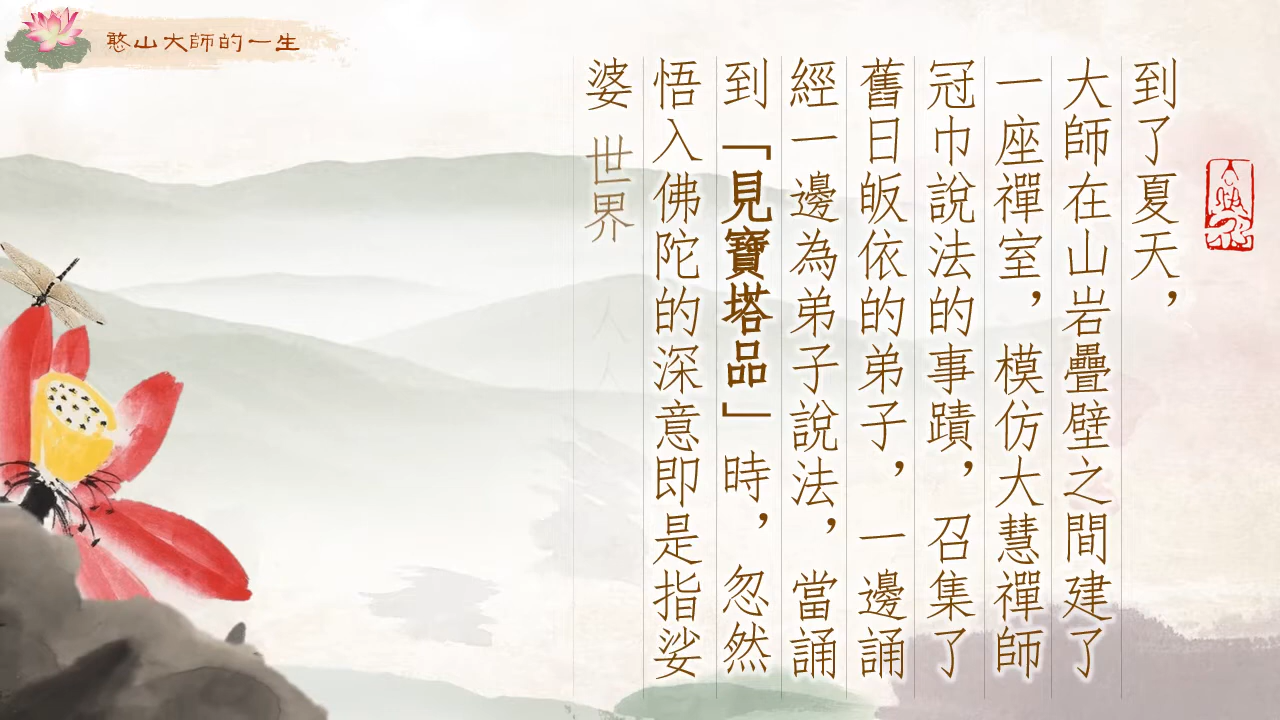 憨山大師的一生
到了夏天，
大師在山岩疊壁之間建了
一座禪室，模仿大慧禪師
冠巾說法的事蹟，召集了
舊日皈依的弟子，一邊誦
經一邊為弟子說法，當誦
到「見寶塔品」時，忽然
悟入佛陀的深意即是指娑
婆世界